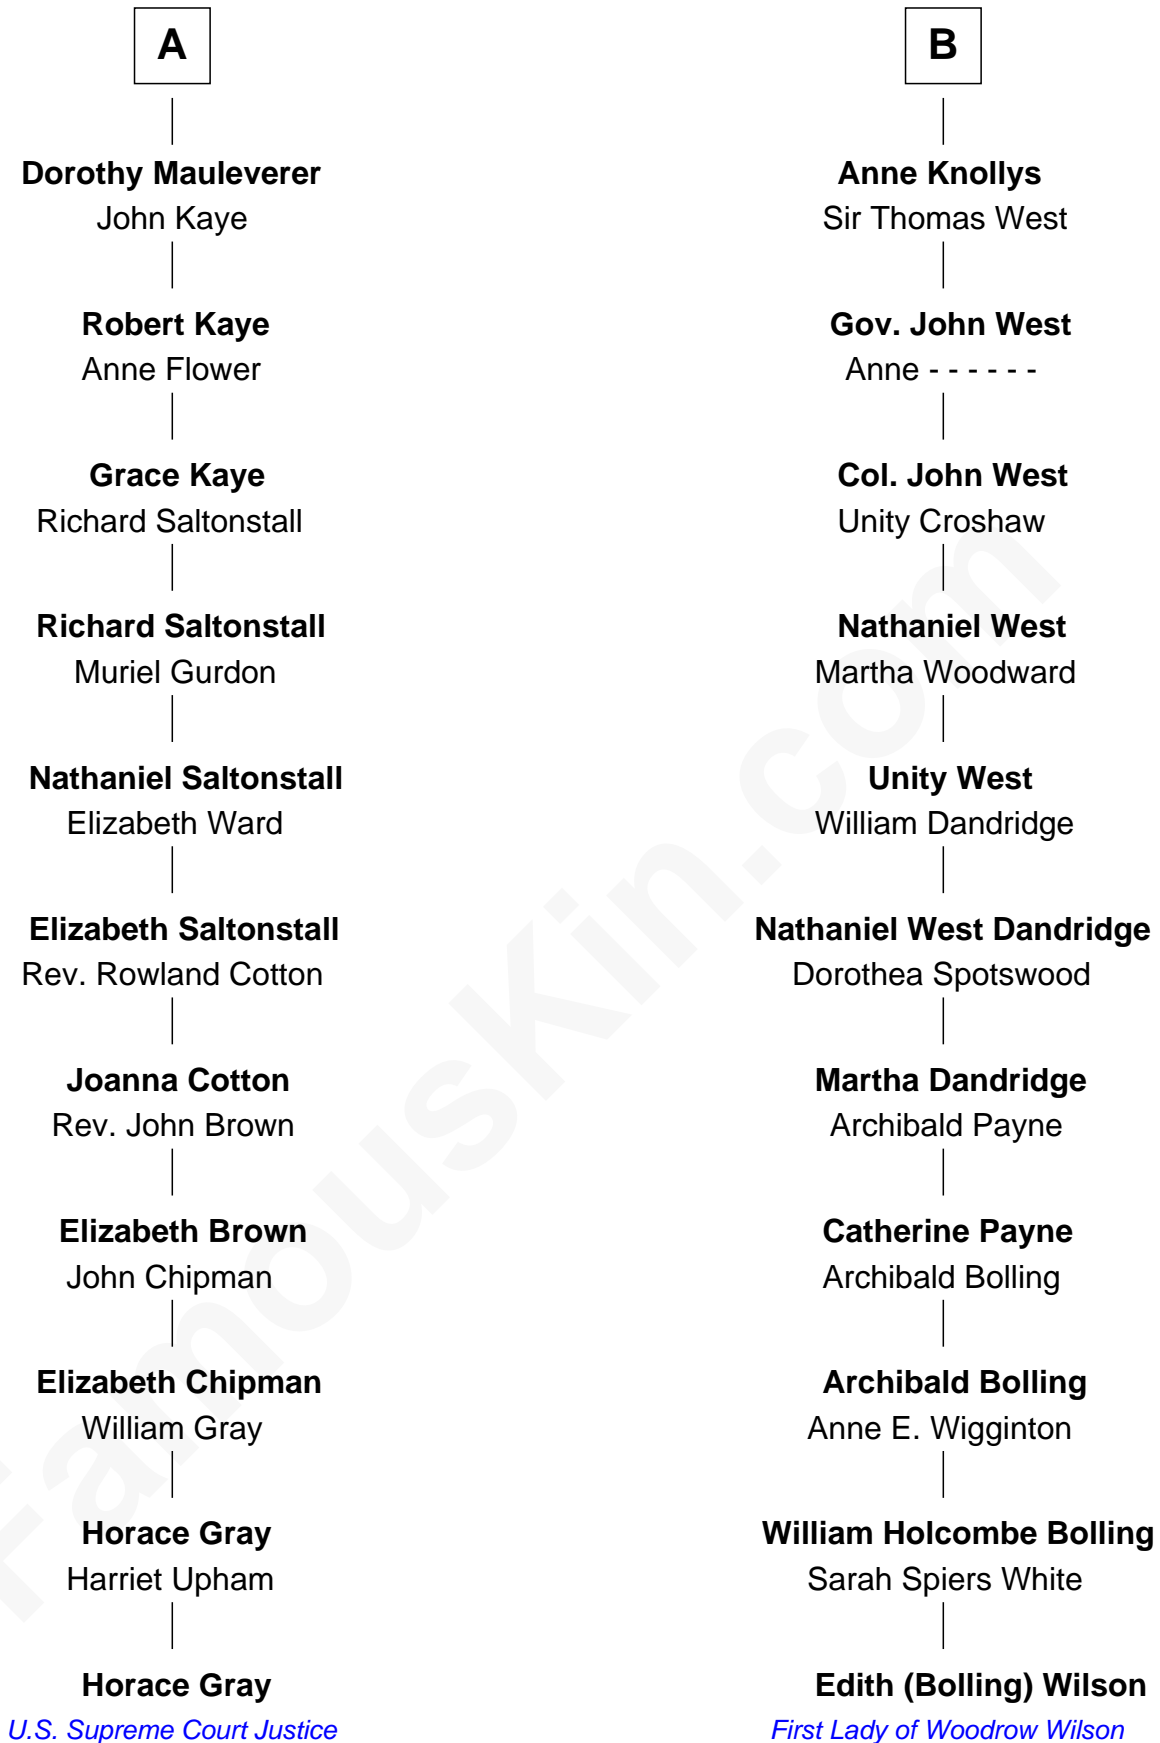 A
B
Dorothy Mauleverer
John Kaye
Anne Knollys
Sir Thomas West
Robert Kaye
Anne Flower
Gov. John West
Anne - - - - - -
Grace Kaye
Richard Saltonstall
Col. John West
Unity Croshaw
Richard Saltonstall
Muriel Gurdon
Nathaniel West
Martha Woodward
Nathaniel Saltonstall
Elizabeth Ward
Unity West
William Dandridge
Elizabeth Saltonstall
Rev. Rowland Cotton
Nathaniel West Dandridge
Dorothea Spotswood
Joanna Cotton
Rev. John Brown
Martha Dandridge
Archibald Payne
Elizabeth Brown
John Chipman
Catherine Payne
Archibald Bolling
Elizabeth Chipman
William Gray
Archibald Bolling
Anne E. Wigginton
Horace Gray
Harriet Upham
William Holcombe Bolling
Sarah Spiers White
Horace Gray
U.S. Supreme Court Justice
Edith (Bolling) Wilson
First Lady of Woodrow Wilson
FamousKin.com